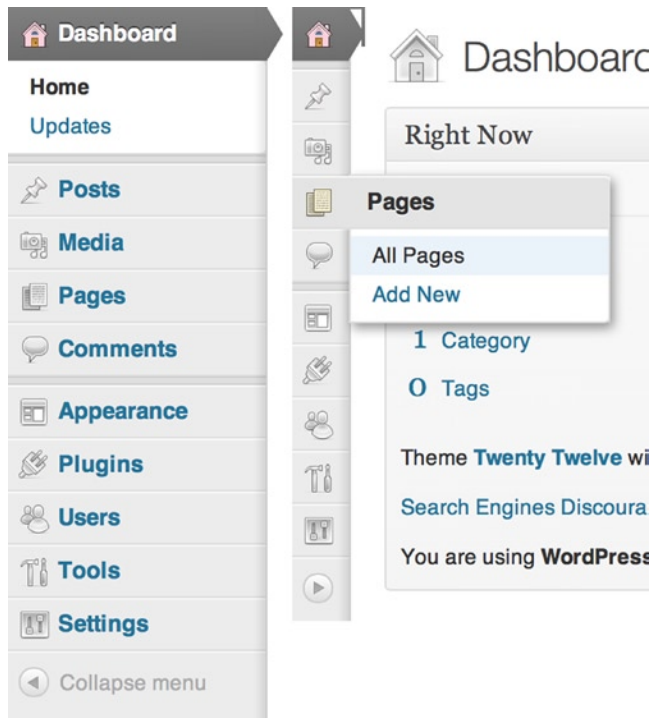 Dashboard
Home
Updates
Posts
Media
Pages
Comments
Appearance
Plugins
Users
Tools
Settings
Collapse menu
Dashboard
Right Now
Pages
All Pages
Add New
1 Category
0 Tags
Theme Twenty Twelve wi
Search Engines Discoura
You are using WordPress